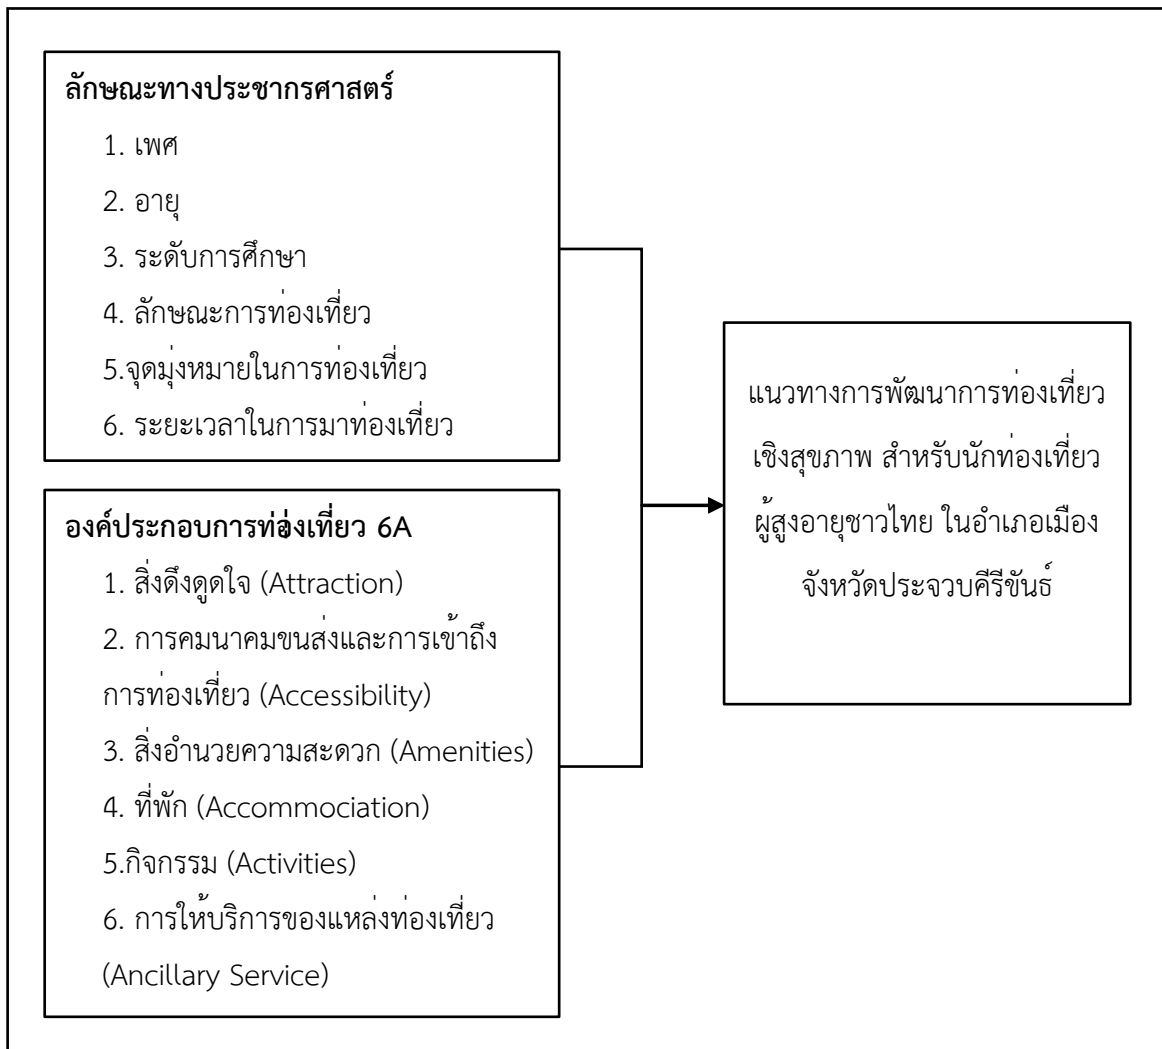 ลักษณะทางประชากรศาสตร์
1. เพศ
2. อายุ
3. ระดับการศึกษา
4. ลักษณะการท่องเที่ยว
5.จุดมุ่งหมายในการท่องเที่ยว
6. ระยะเวลาในการมาท่องเที่ยว
องค์ประกอบการท่องเที่ยว 6A
1. สิ่งดึงดูดใจ (Attraction)
2. การคมนาคมขนส่งและการเข้าถึง
การท่องเที่ยว (Accessibility)
3. สิ่งอำนวยความสะดวก (Amenities)
4. ที่พัก (Accommociation)
5.กิจกรรม (Activities)
6. การให้บริการของแหล่งท่องเที่ยว
(Ancillary Service)
แนวทางการพัฒนาการท่องเที่ยว
เชิงสุขภาพ สำหรับนักท่องเที่ยว
ผู้สูงอายุชาวไทย ในอำเภอเมือง
จังหวัดประจวบคีรีขันธ์